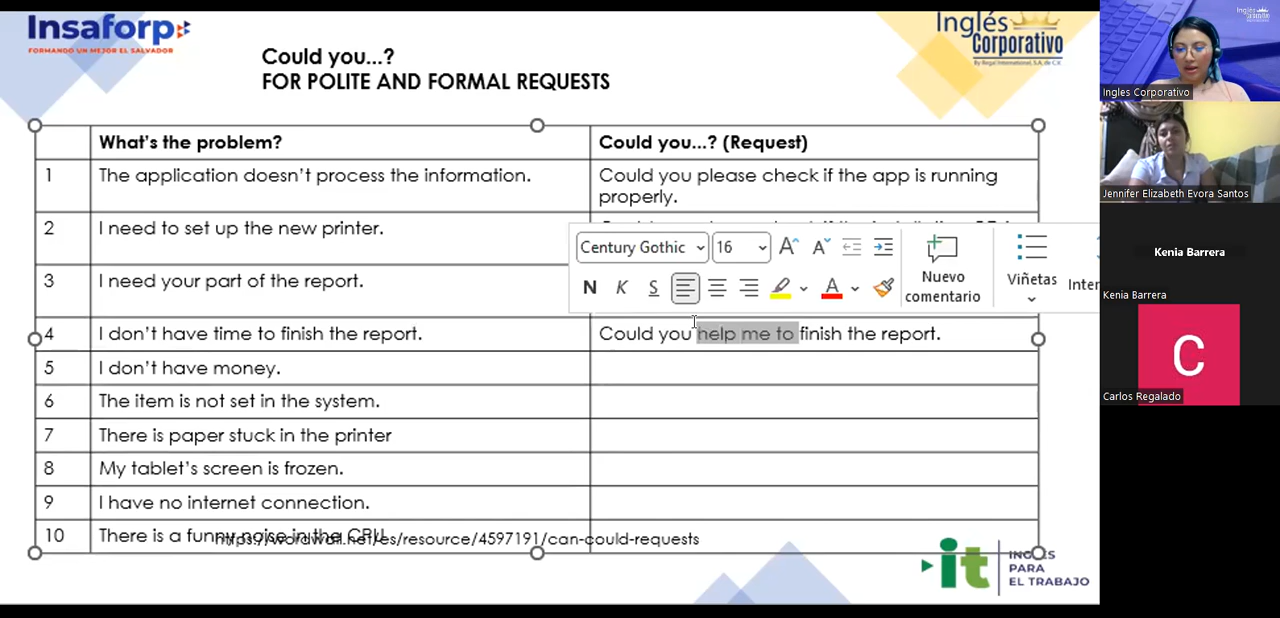 Insaforp
FORMANDO UN MEJOR EL SALVADOR
Could you...?
FOR POLITE AND FORMAL REQUESTS
Inglés
Corporativo
What's the problem?
Could you...? (Request)
1
The application doesn't process the information.
Could you please check if the app is running
properly.
2
I need to set up the new printer.
3
I need your part of the report.
4
I don't have time to finish the report.
Could you help me to finish the report.
5
I don't have money.
6
The item is not set in the system.
7
There is paper stuck in the printer
8
My tablet's screen is frozen.
9
I have no internet connection.
10
There is a funny noise in the CPU
https://wordwall.net/es/resource/4597191/can-could-requests
Century Gothic
16
N K S
Nuevo
comentario
Viñetas
Inter
it
INGLÉS
PARA
EL TRABAJO
Ingles Corporativo
Jennifer Elizabeth Evora Santos
Kenia Barrera
Kenia Barrera
C
Carlos Regalado